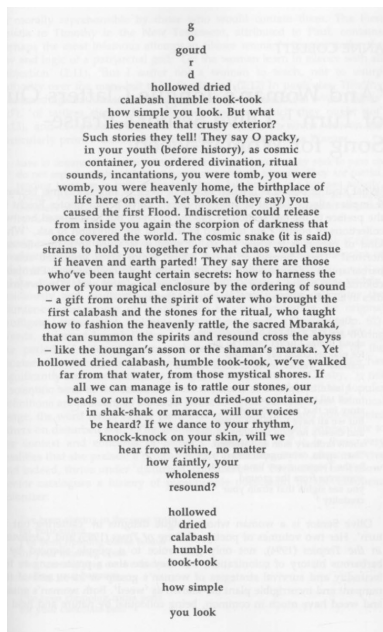 g
o
gourd
r
d
hollowed dried
calabash humble took-took
how simple you look. But what
lies beneath that crusty exterior?
Such stories they tell! They say O packy,
in your youth (before history), as cosmic
container, you ordered divination, ritual
sounds, incantations, you were tomb, you were
womb, you were heavenly home, the birthplace of
life here on earth. Yet broken (they say) you
caused the first Flood. Indiscretion could release
from inside you again the scorpion of darkness that
once covered the world. The cosmic snake (it is said)
strains to hold you together for what chaos would ensue
if heaven and earth parted! They say there are those
who've been taught certain secrets: how to harness the
power of your magical enclosure by the ordering of sound
– a gift from orehu the spirit of water who brought the
first calabash and the stones for the ritual, who taught
how to fashion the heavenly rattle, the sacred Mbaraká,
that can summon the spirits and resound cross the abyss
– like the houngan's asson or the shaman's maraka. Yet
hollowed dried calabash, humble took-took, we've walked
far from that water, from those mystical shores. If
all we can manage is to rattle our stones, our
beads or our bones in your dried-out container,
in shak-shak or maracca, will our voices
be heard? If we dance to your rhythm,
knock-knock on your skin, will we
hear from within, no matter
how faintly, your
wholeness
resound?
hollowed
dried
calabash
humble
took-took
how simple
you look